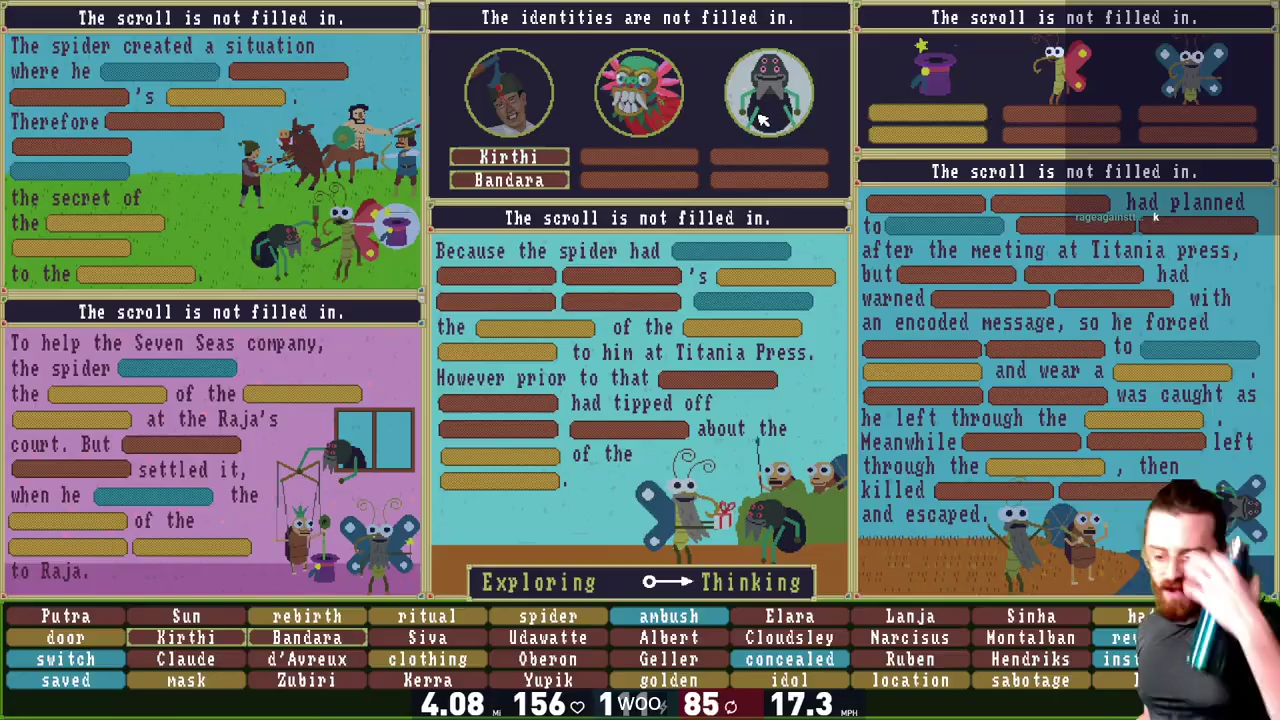 The scroll is not filled in.
The spider created a situation
where he
's .
Therefore
the secret of
the
to the .
The scroll is not filled in.
To help the Seven Seas company,
the spider
the of the
at the Raja's
court. But
settled it,
when he the
of the
to Raja.
The identities are not filled in.
Kirthi
Bandara
The scroll is not filled in.
Because the spider had
's
the of the
to him at Titania Press.
However prior to that
had tipped off
about the
of the
.
Exploring Thinking
The scroll is not filled in.
The scroll is not filled in.
had planned
rageagainstt... k
to
after the meeting at Titania press,
but had
warned with
an encoded message, so he forced
to
and wear a .
was caught as
he left through the .
Meanwhile left
through the , then
killed
and escaped.
Putra Sun rebirth ritual spider ambush Elara Lanja Sinha
door Kirthi Bandara Siva Udawatte Albert Cloudsley Narcisus Montalban
switch Claude d'Avreux clothing Oberon Geller concealed Ruben Hendriks
saved mask Zubiri Kerra Yupik golden idol location sabotage
4.08 Mi 156 WOO 85 17.3 MPH